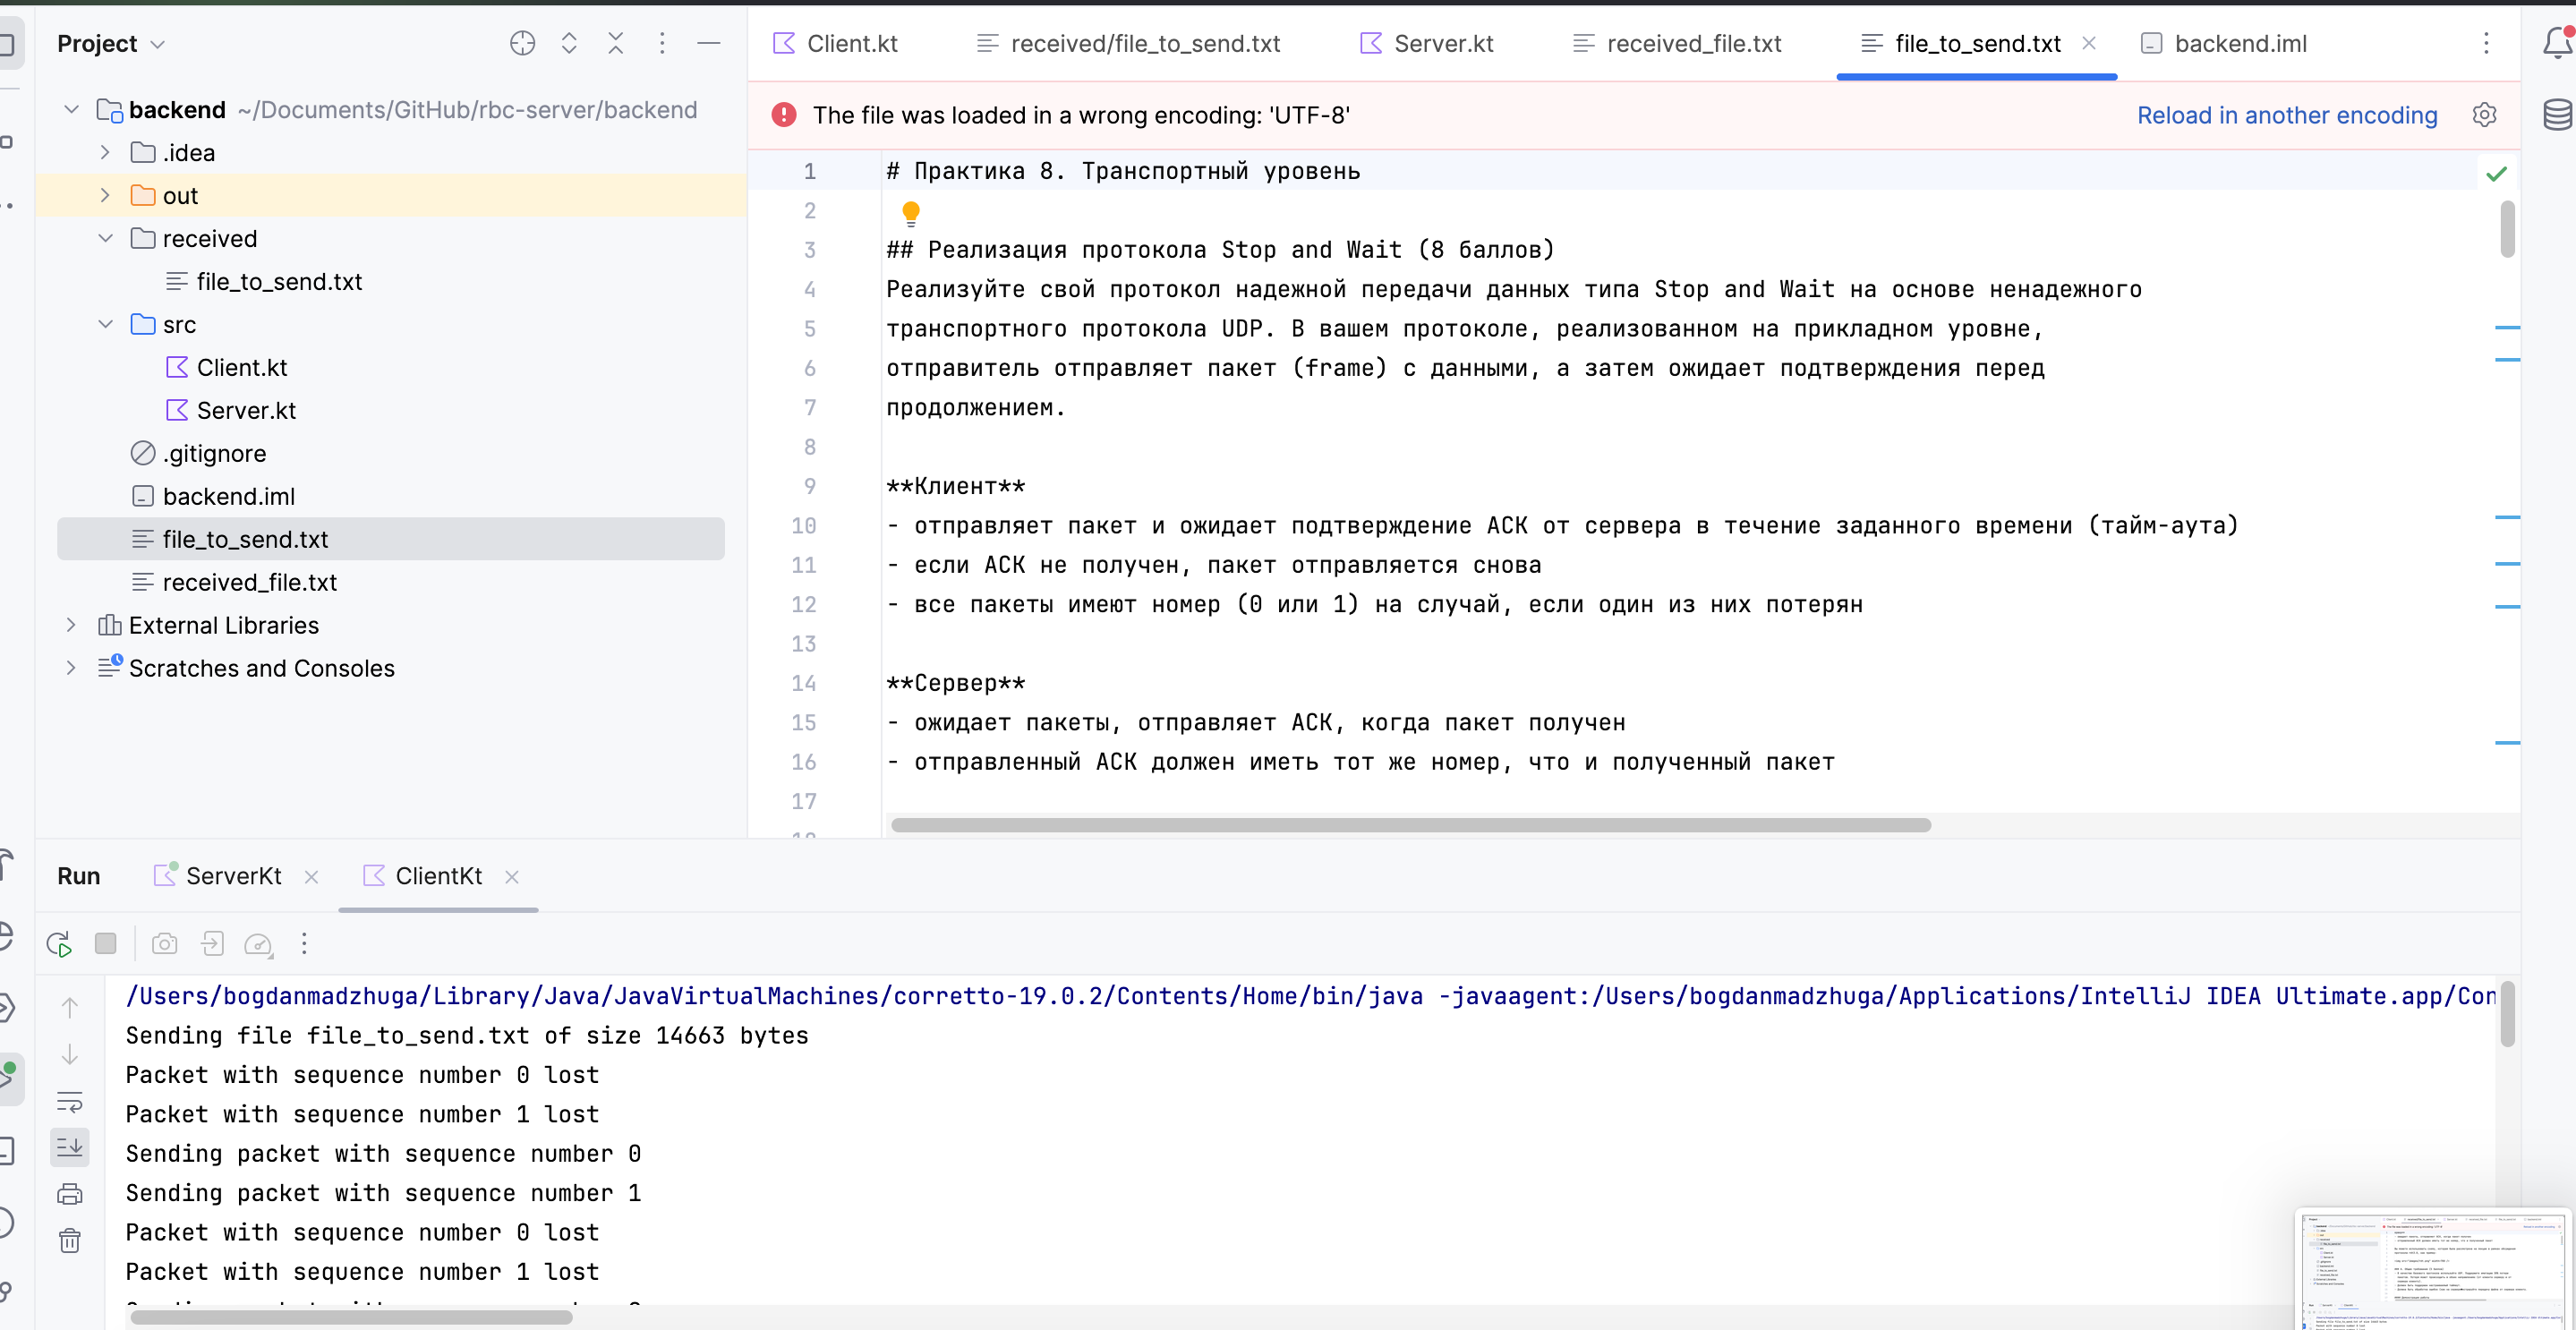 Project
Client.kt
received/file_to_send.txt
Server.kt
received_file.txt
file_to_send.txt
backend.iml
backend ~/Documents/GitHub/rbc-server/backend
.idea
out
received
file_to_send.txt
src
Client.kt
Server.kt
.gitignore
backend.iml
file_to_send.txt
received_file.txt
External Libraries
Scratches and Consoles
The file was loaded in a wrong encoding: 'UTF-8'
Reload in another encoding
1 # Практика 8. Транспортный уровень
2
3 ## Реализация протокола Stop and Wait (8 баллов)
4 Реализуйте свой протокол надежной передачи данных типа Stop and Wait на основе ненадежного
5 транспортного протокола UDP. В вашем протоколе, реализованном на прикладном уровне,
6 отправитель отправляет пакет (frame) с данными, а затем ожидает подтверждения перед
7 продолжением.
8
9 **Клиент**
10 - отправляет пакет и ожидает подтверждение АСК от сервера в течение заданного времени (тайм-аута)
11 - если АСК не получен, пакет отправляется снова
12 - все пакеты имеют номер (0 или 1) на случай, если один из них потерян
13
14 **Сервер**
15 - ожидает пакеты, отправляет АСК, когда пакет получен
16 - отправленный АСК должен иметь тот же номер, что и полученный пакет
17
Run
ServerKt
ClientKt
/Users/bogdanmadzhuga/Library/Java/JavaVirtualMachines/corretto-19.0.2/Contents/Home/bin/java -javaagent:/Users/bogdanmadzhuga/Applications/IntelliJ IDEA Ultimate.app/Con
Sending file file_to_send.txt of size 14663 bytes
Packet with sequence number 0 lost
Packet with sequence number 1 lost
Sending packet with sequence number 0
Sending packet with sequence number 1
Packet with sequence number 0 lost
Packet with sequence number 1 lost